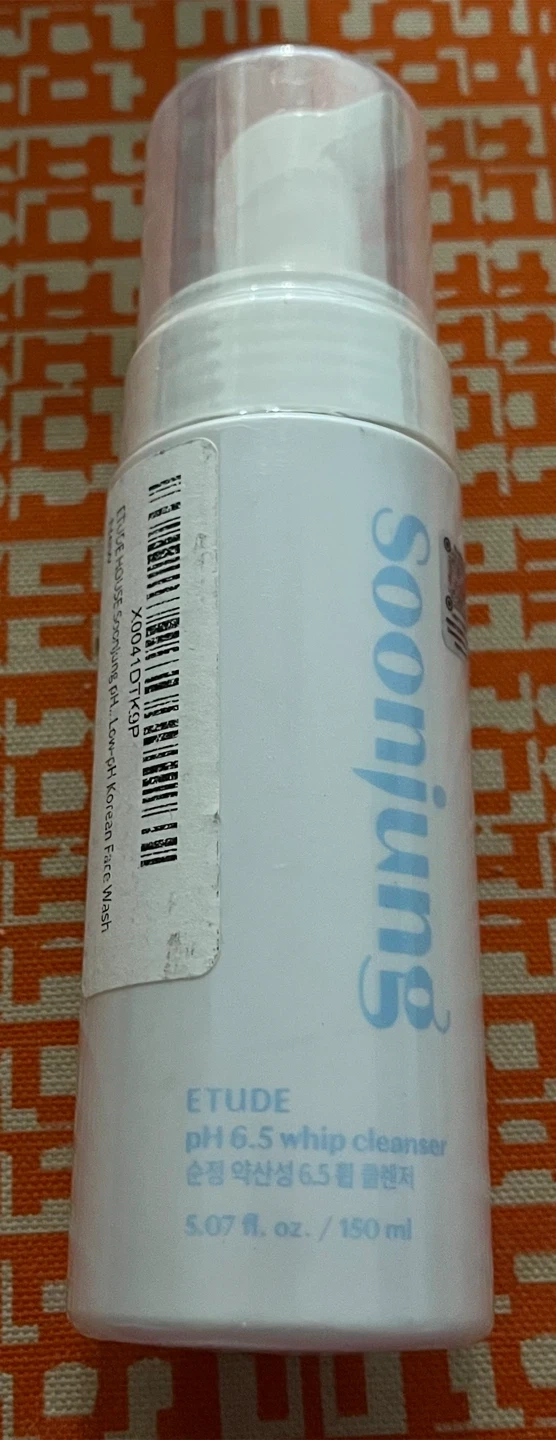 soonjung
ETUDE
pH 6.5 whip cleanser
순정 약산성 6.5 휩 클렌저
5.07 fl. oz. / 150 ml
X0041DTK9P
ETUDE HOUSE Soonjung pH...Low-pH Korean Face Wash